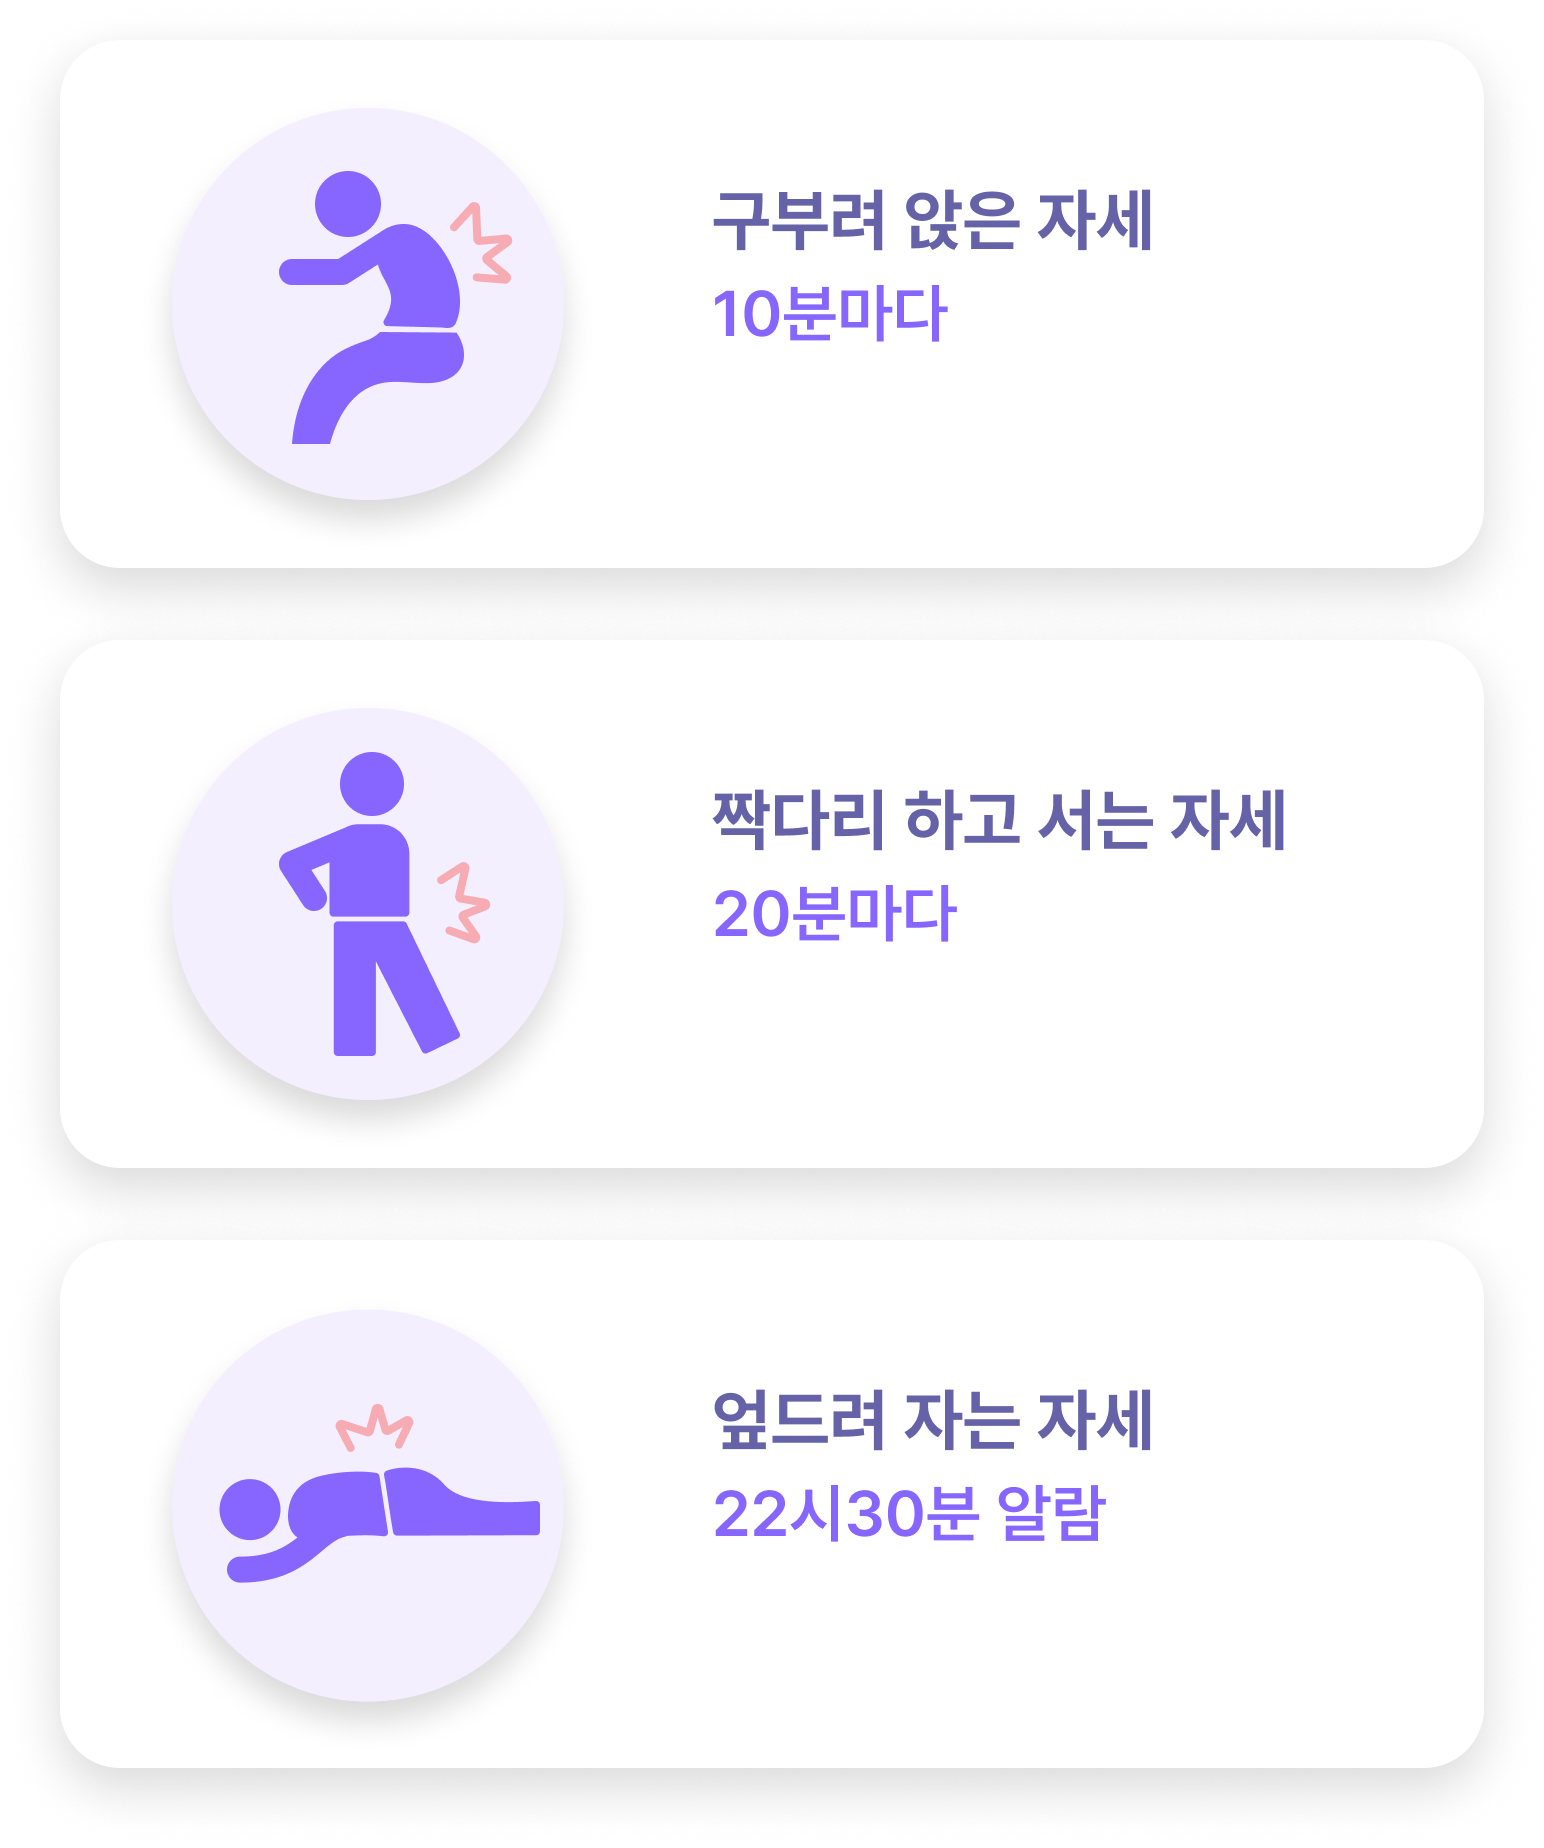 구부려 앉은 자세
10분마다
짝다리 하고 서는 자세
20분마다
엎드려 자는 자세
22시30분 알람